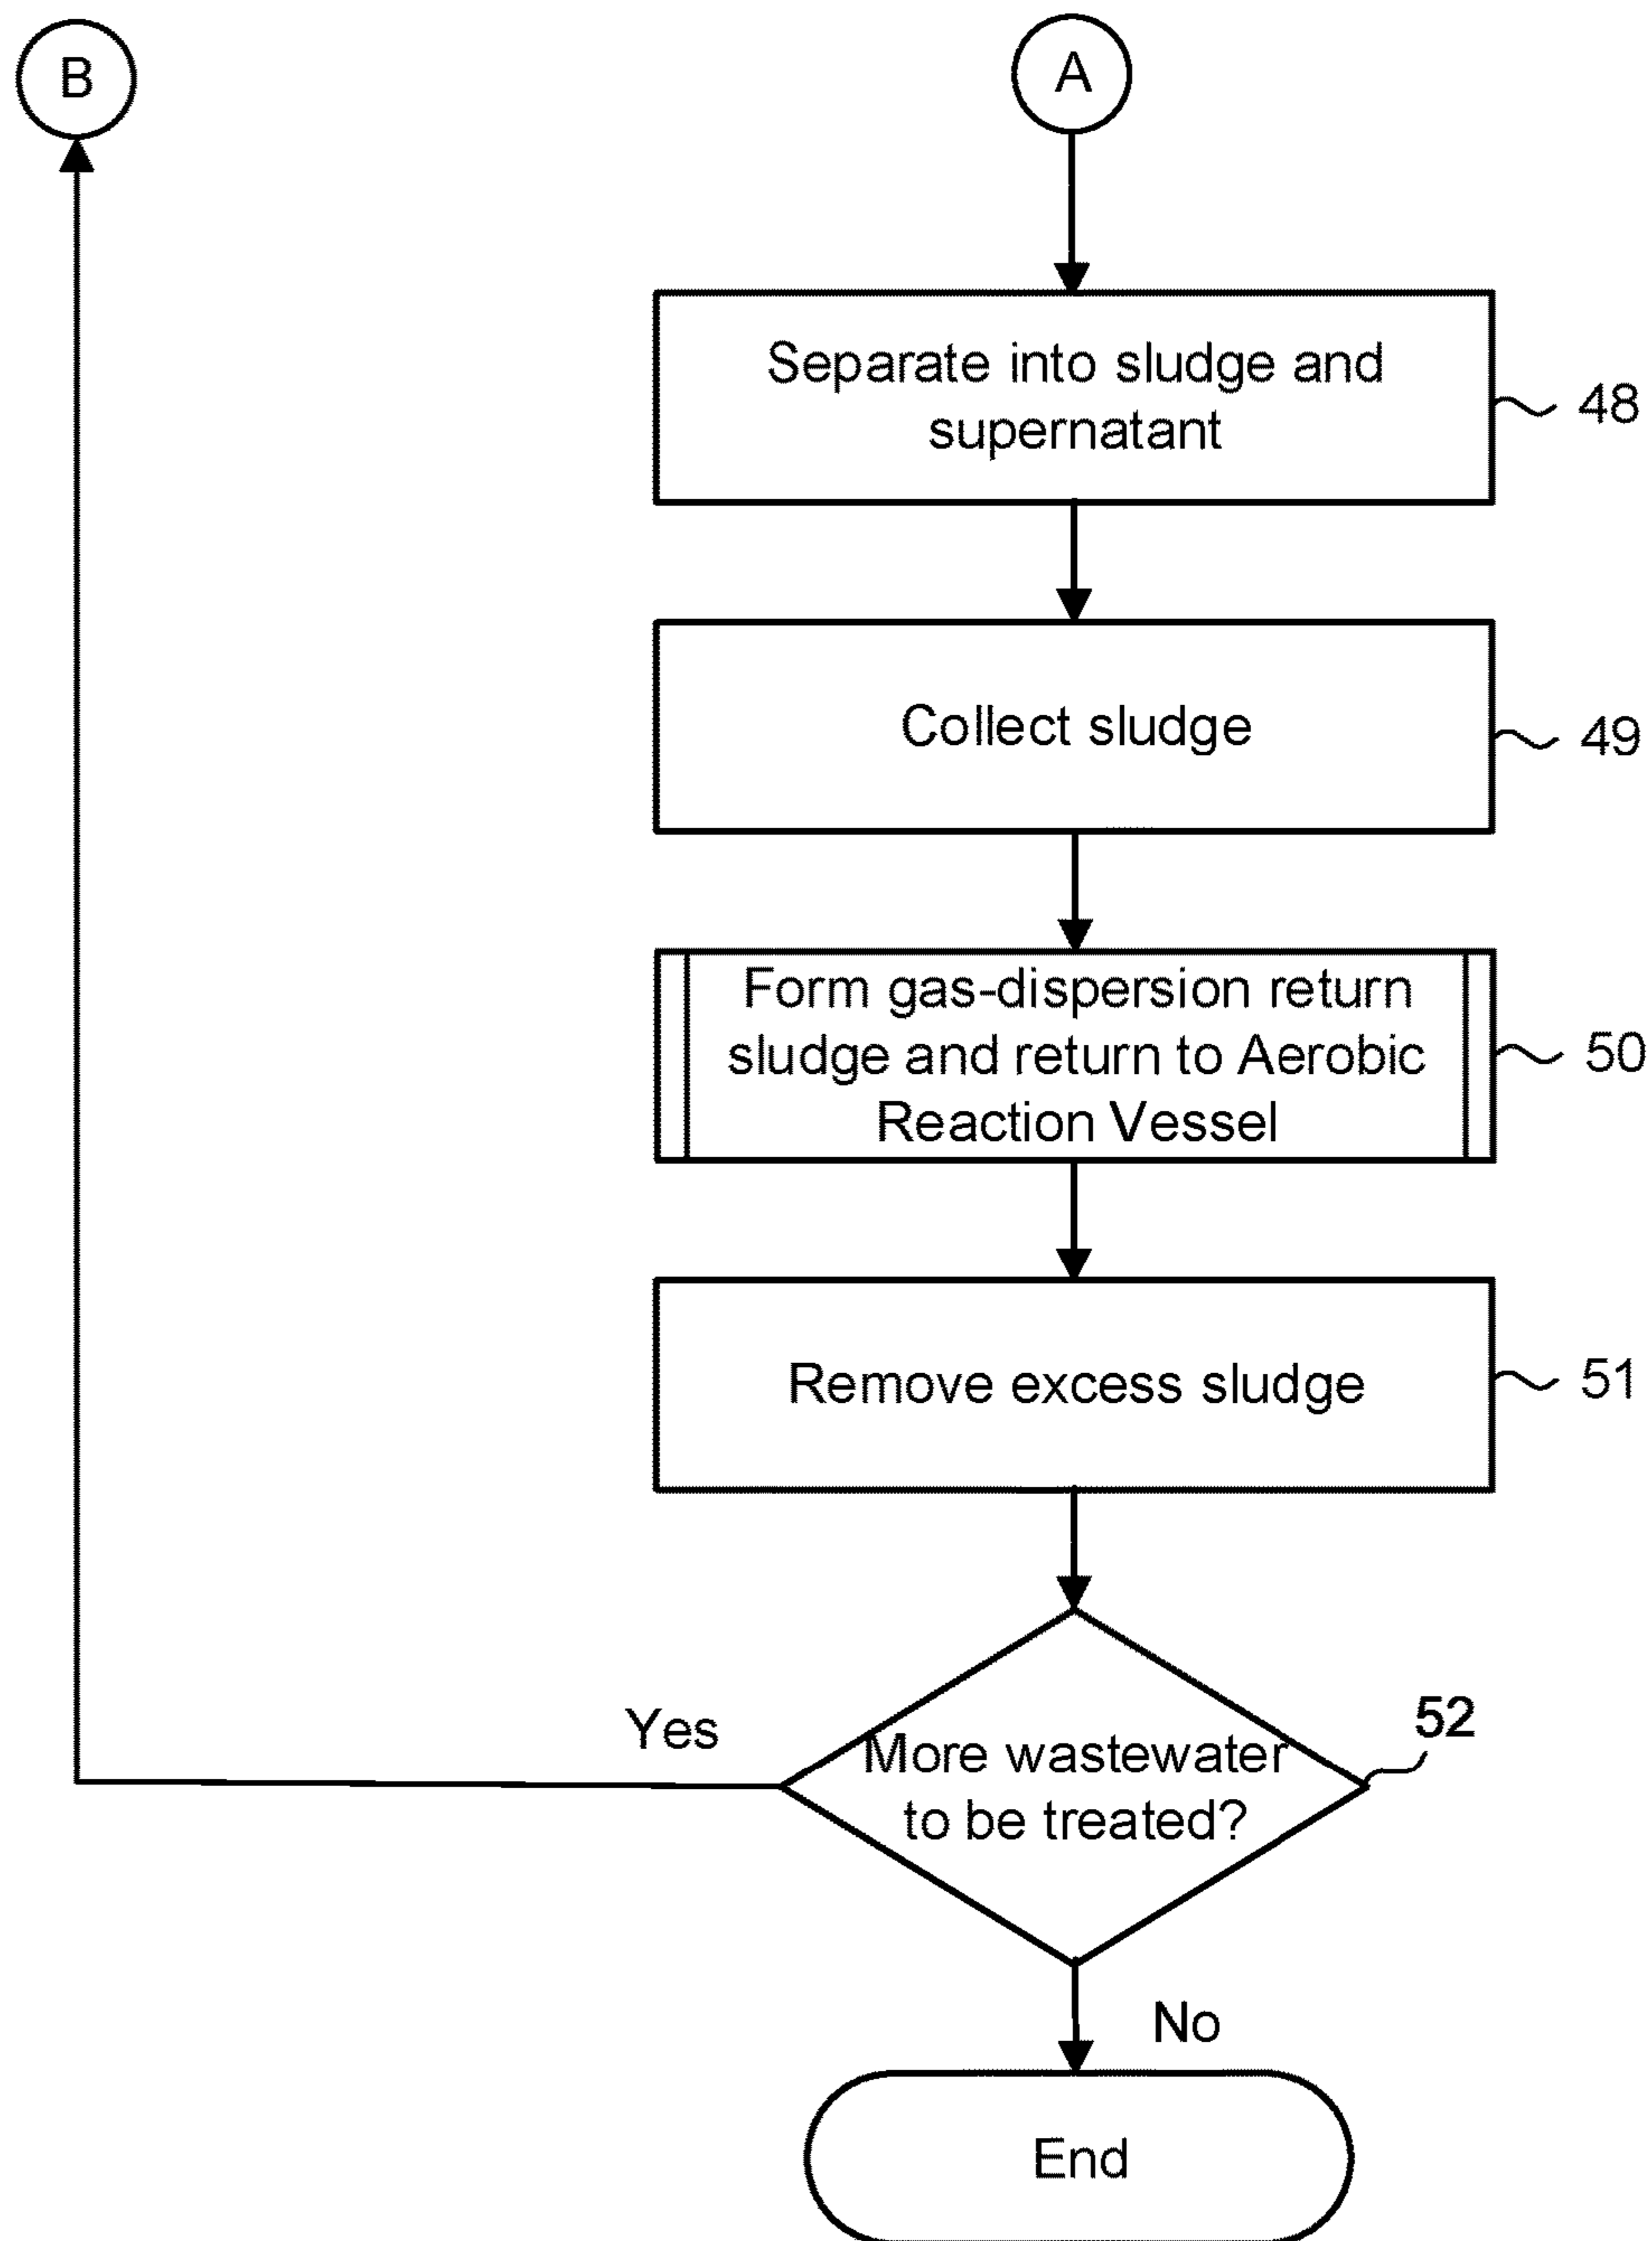 B
A
Separate into sludge and
supernatant
48
Collect sludge
49
Form gas-dispersion return
sludge and return to Aerobic
Reaction Vessel
50
Remove excess sludge
51
Yes
More wastewater
to be treated?
52
No
End